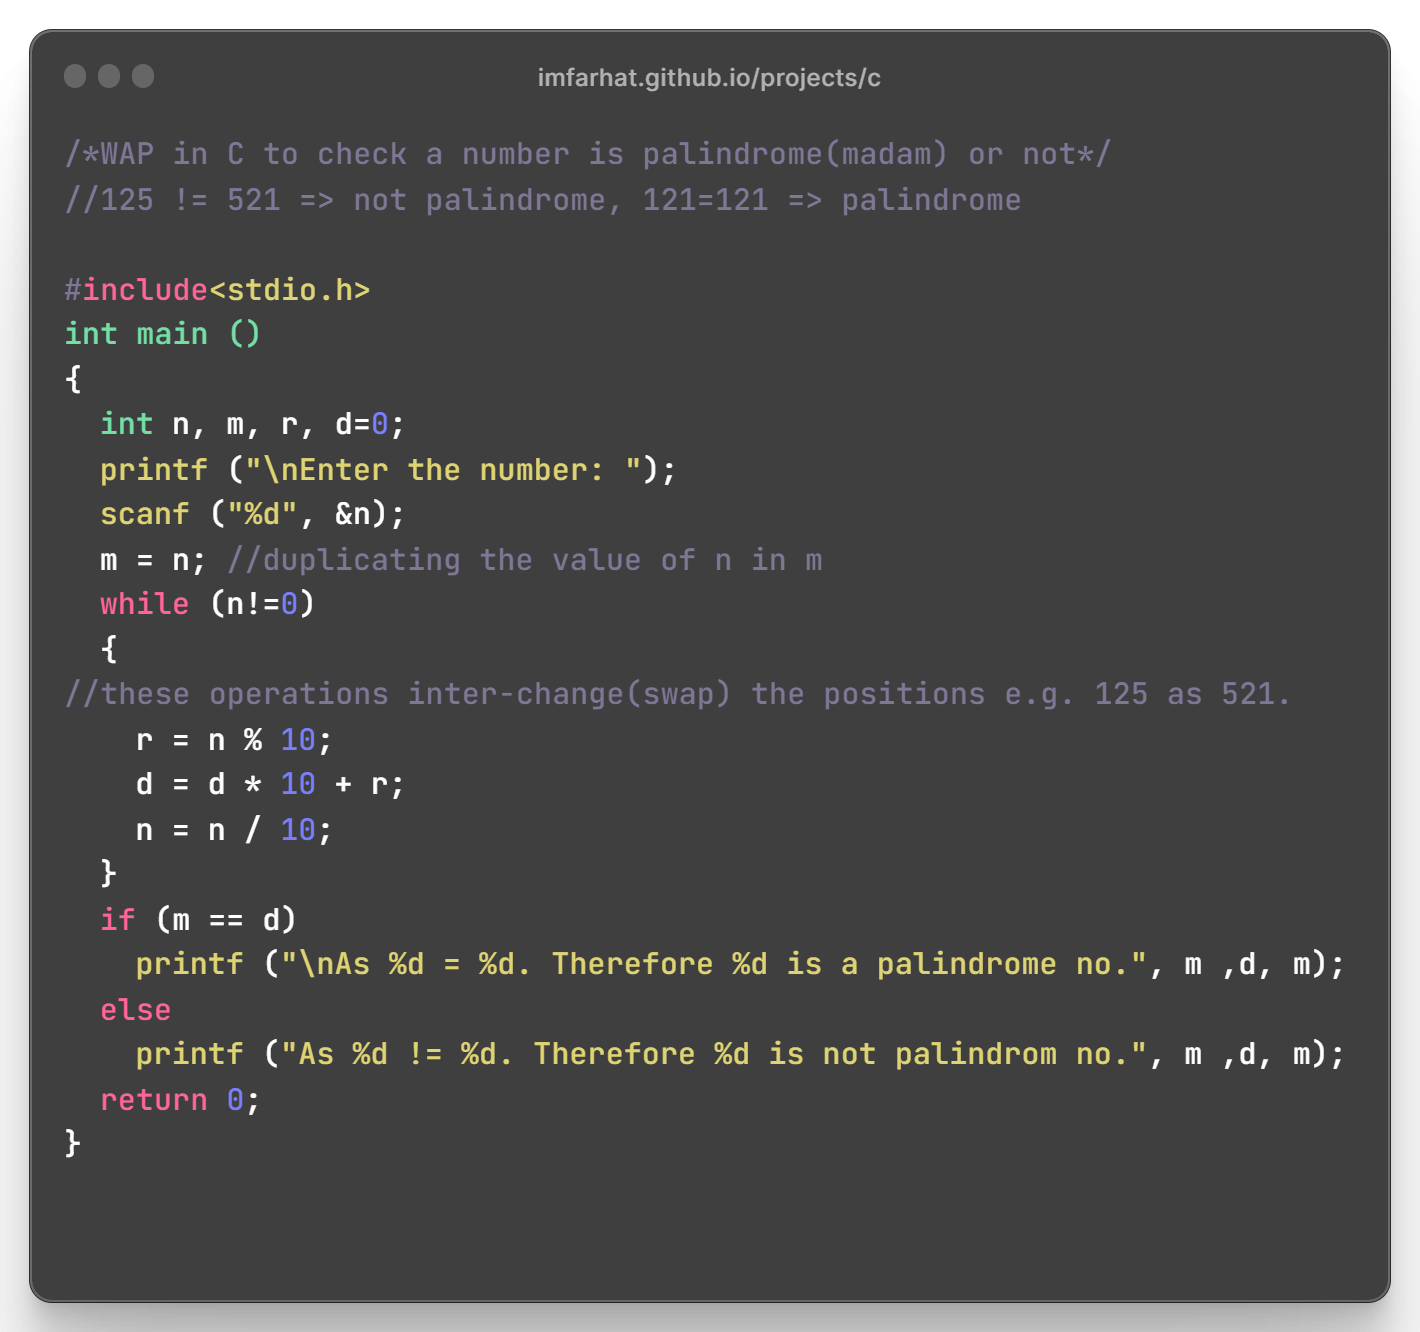 imfarhat.github.io/projects/c
/*WAP in C to check a number is palindrome(madam) or not*/
//125 != 521 => not palindrome, 121=121 => palindrome
#include<stdio.h>
int main ()
{
int n, m, r, d=0;
printf ("\nEnter the number: ");
scanf ("%d", &n);
m = n; //duplicating the value of n in m
while (n!=0)
{
//these operations inter-change(swap) the positions e.g. 125 as 521.
r = n % 10;
d = d * 10 + r;
n = n / 10;
}
if (m == d)
printf ("\nAs %d = %d. Therefore %d is a palindrome no.", m ,d, m);
else
printf ("As %d != %d. Therefore %d is not palindrom no.", m ,d, m);
return 0;
}